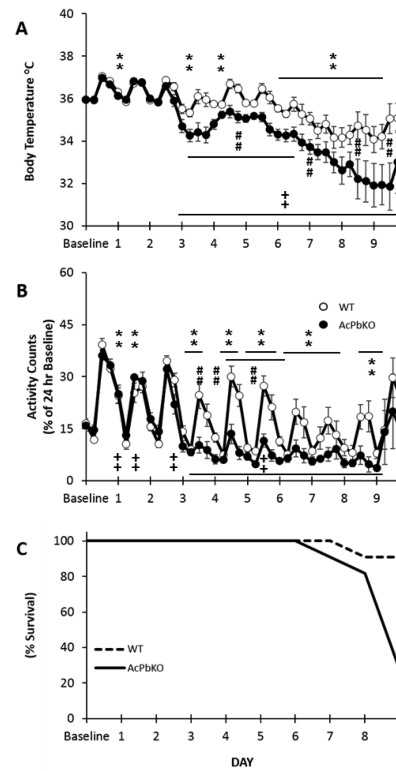 A
Body Temperature °C
40
38
36
34
32
30
** ** ** **
## ## ##
++
Baseline 1 2 3 4 5 6 7 8 9
B
Activity Counts
(% of 24 hr Baseline)
60
45
30
15
0
** ** ** ** ** ** **
## ## ##
++ ++ ++ ++
WT
AcPbKO
Baseline 1 2 3 4 5 6 7 8 9
C
(% Survival)
100
80
60
40
20
0
WT
AcPbKO
Baseline 1 2 3 4 5 6 7 8
DAY